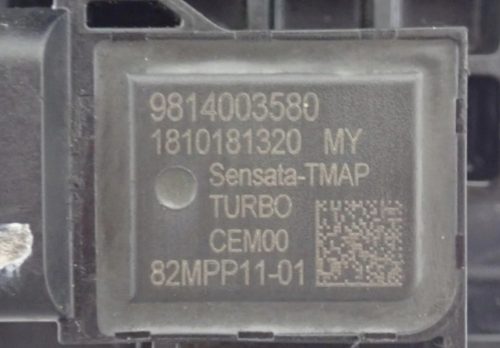 9814003580
1810181320 MY
Sensata-TMAP
TURBO
CEM00
82MPP11-01